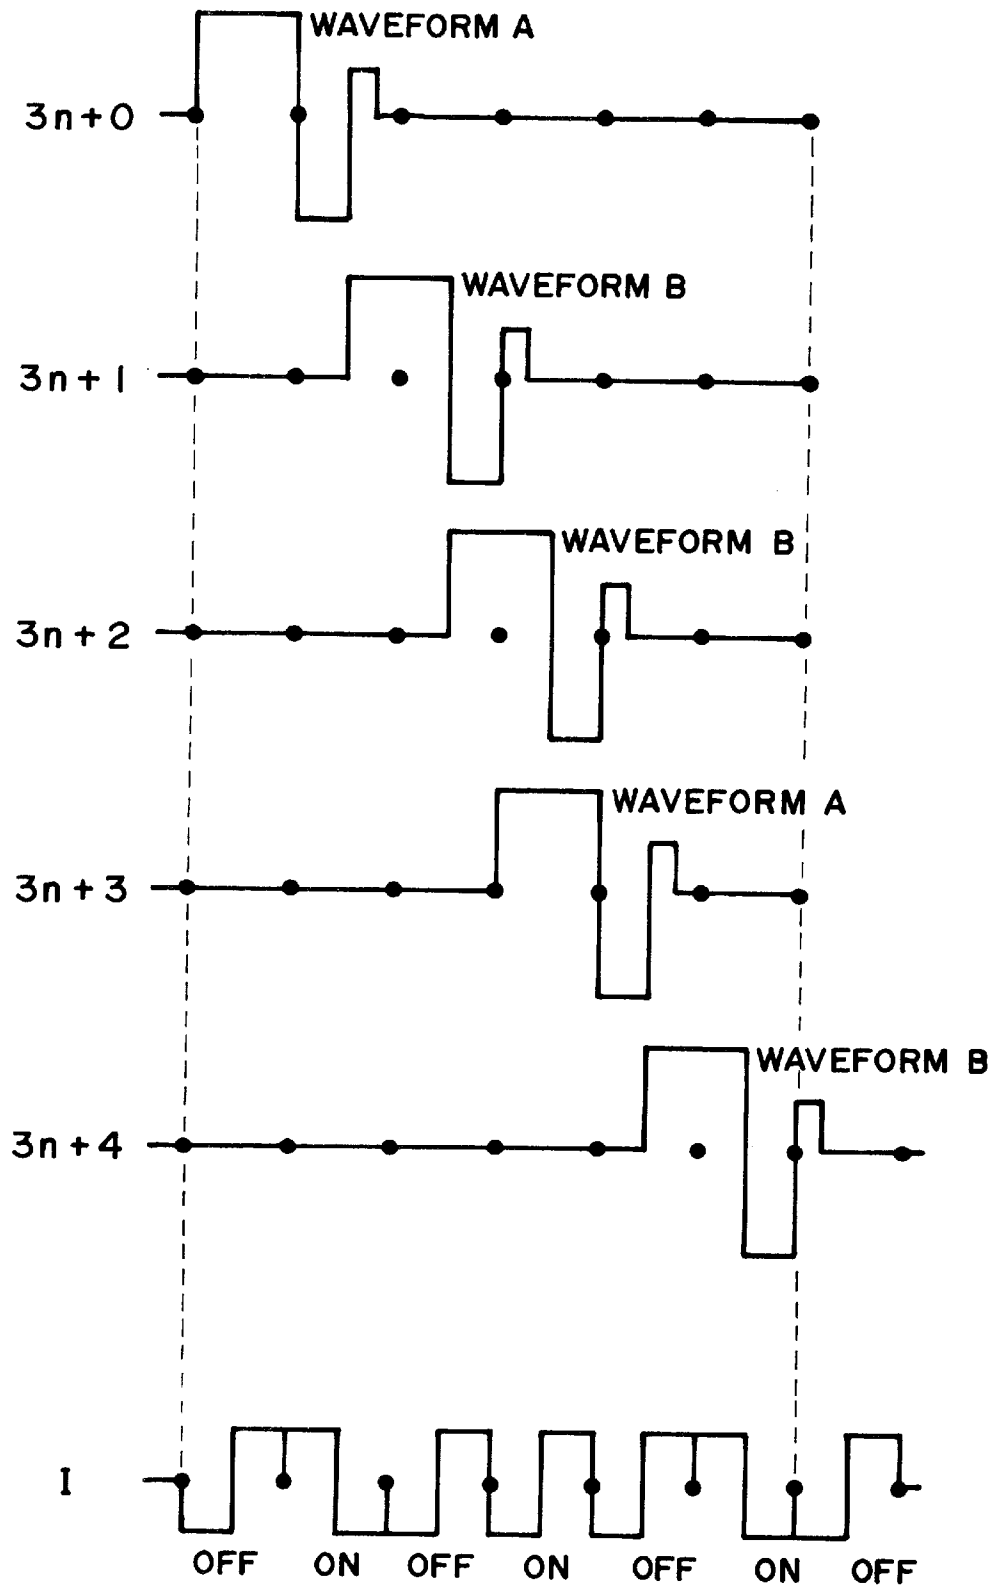 WAVEFORM A
3n+0
WAVEFORM B
3n+1
WAVEFORM B
3n+2
WAVEFORM A
3n+3
WAVEFORM B
3n+4
I
OFF ON OFF ON OFF ON OFF